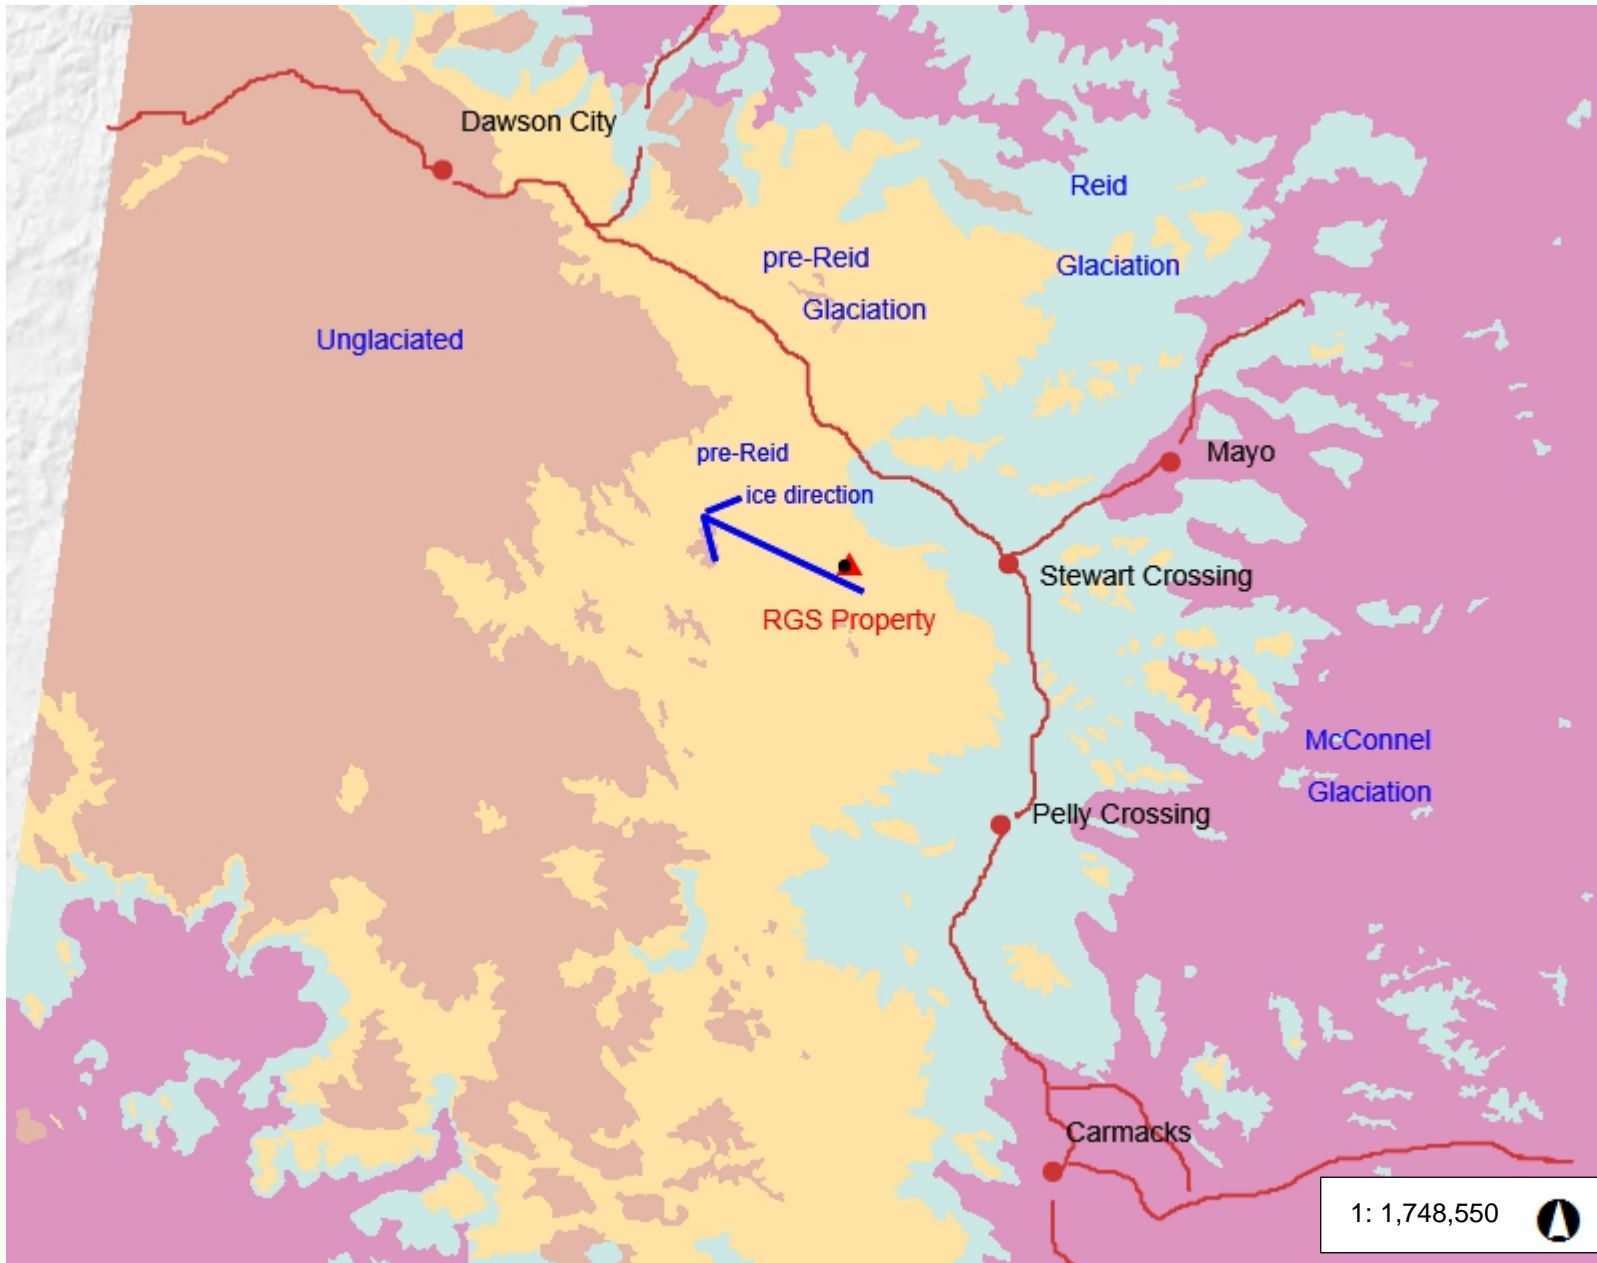 Dawson City
Reid
pre-Reid
Glaciation
Glaciation
Unglaciated
pre-Reid
Mayo
ice direction
Stewart Crossing
RGS Property
McConnel
Glaciation
Pelly Crossing
Carmacks
1: 1,748,550